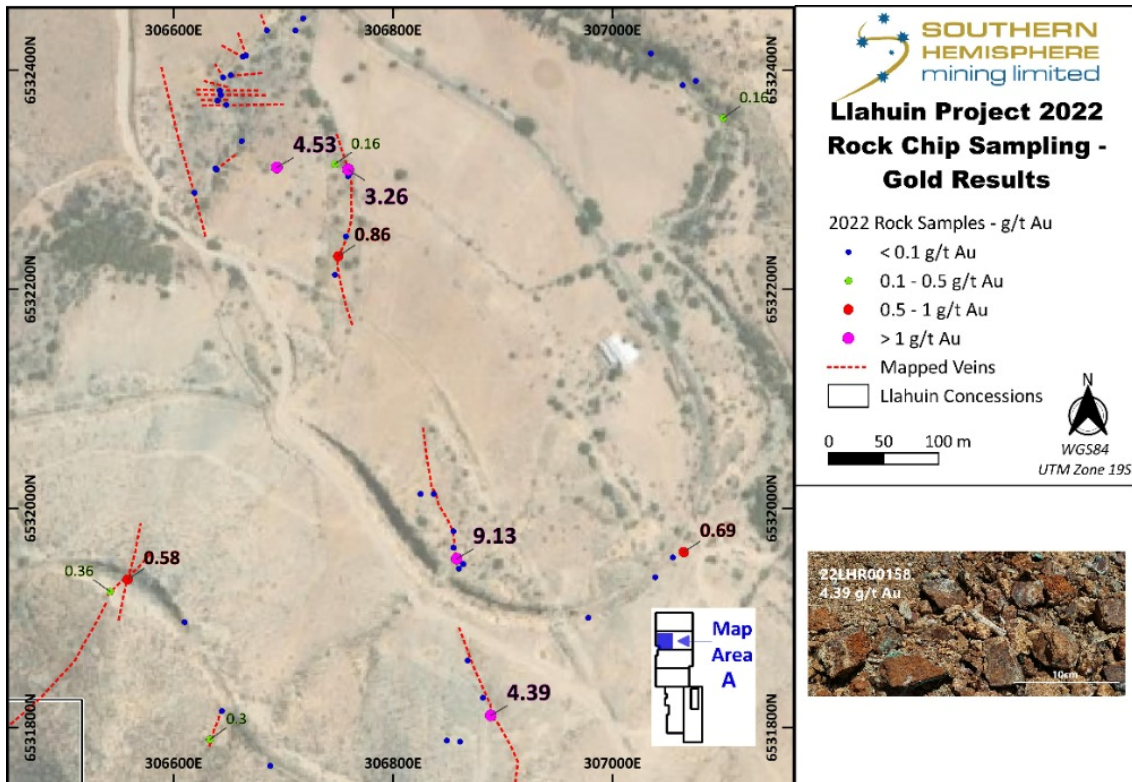 306600E
306800E
307000E
6532400N
6532400N
0.16
4.53
0.16
3.26
0.86
6532200N
6532200N
6532000N
6532000N
9.13
0.69
0.58
0.36
Map
Area
A
4.39
0.3
6531800N
6531800N
306600E
306800E
307000E
SOUTHERN
HEMISPHERE
mining limited
Llahuin Project 2022
Rock Chip Sampling -
Gold Results
2022 Rock Samples - g/t Au
< 0.1 g/t Au
0.1 - 0.5 g/t Au
0.5 - 1 g/t Au
> 1 g/t Au
Mapped Veins
Llahuin Concessions
N
0 50 100 m
WGS84
UTM Zone 19S
22LHR00158
4.39 g/t Au
10cm